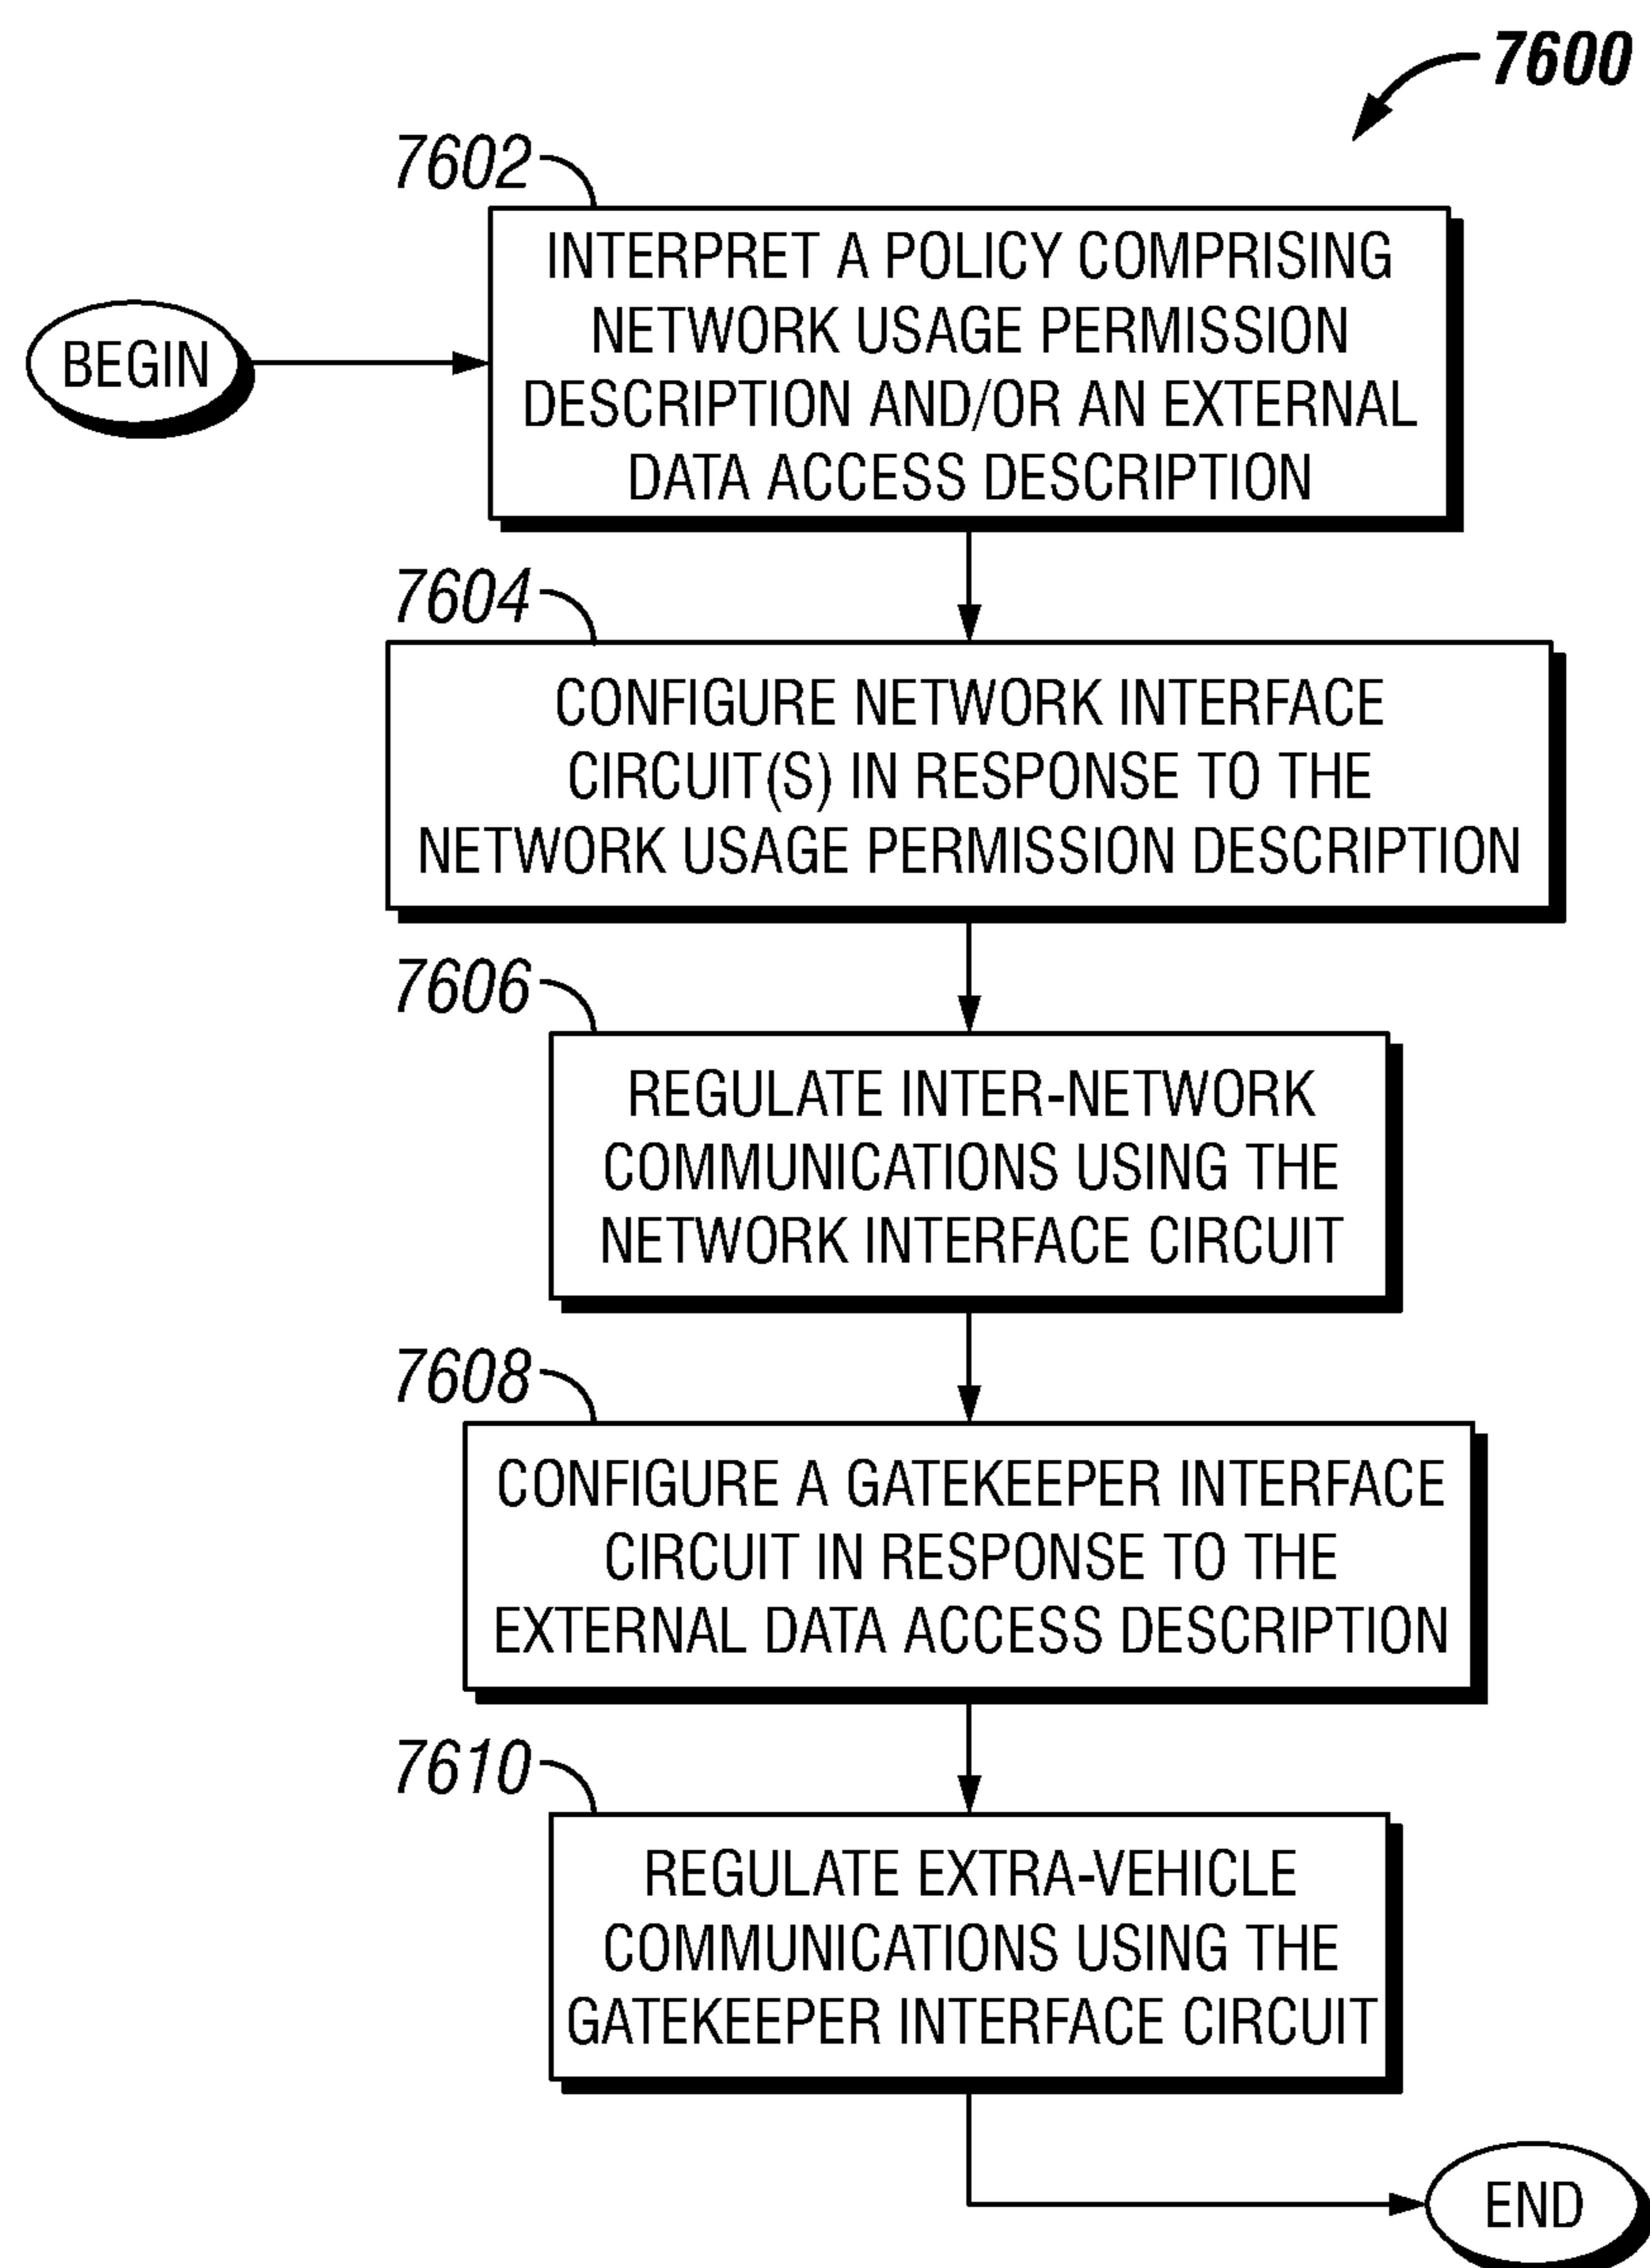 7600
7602
INTERPRET A POLICY COMPRISING
NETWORK USAGE PERMISSION
DESCRIPTION AND/OR AN EXTERNAL
DATA ACCESS DESCRIPTION
BEGIN
7604
CONFIGURE NETWORK INTERFACE
CIRCUIT(S) IN RESPONSE TO THE
NETWORK USAGE PERMISSION DESCRIPTION
7606
REGULATE INTER-NETWORK
COMMUNICATIONS USING THE
NETWORK INTERFACE CIRCUIT
7608
CONFIGURE A GATEKEEPER INTERFACE
CIRCUIT IN RESPONSE TO THE
EXTERNAL DATA ACCESS DESCRIPTION
7610
REGULATE EXTRA-VEHICLE
COMMUNICATIONS USING THE
GATEKEEPER INTERFACE CIRCUIT
END